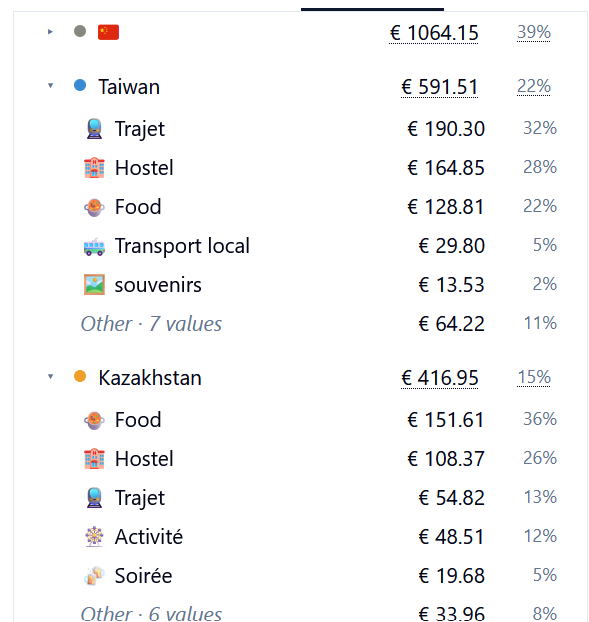 € 1064.15 39%
Taiwan € 591.51 22%
Trajet € 190.30 32%
Hostel € 164.85 28%
Food € 128.81 22%
Transport local € 29.80 5%
souvenirs € 13.53 2%
Other · 7 values € 64.22 11%
Kazakhstan € 416.95 15%
Food € 151.61 36%
Hostel € 108.37 26%
Trajet € 54.82 13%
Activité € 48.51 12%
Soirée € 19.68 5%
Other · 6 values € 33.96 8%